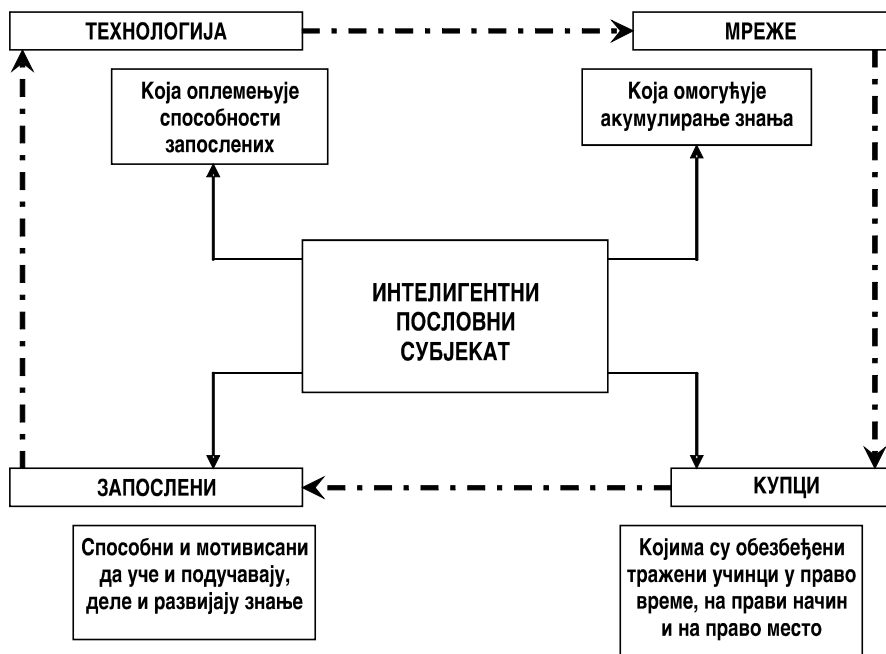 ТЕХНОЛОГИЈА
МРЕЖЕ
Која оплемењује
способности
запослених
Која омогућује
акумулирање знања
ИНТЕЛИГЕНТНИ
ПОСЛОВНИ
СУБЈЕКАТ
ЗАПОСЛЕНИ
КУПЦИ
Способни и мотивисани
да уче и подучавају,
деле и развијају знање
Којима су обезбеђени
тражени учинци у право
време, на прави начин
и на право место